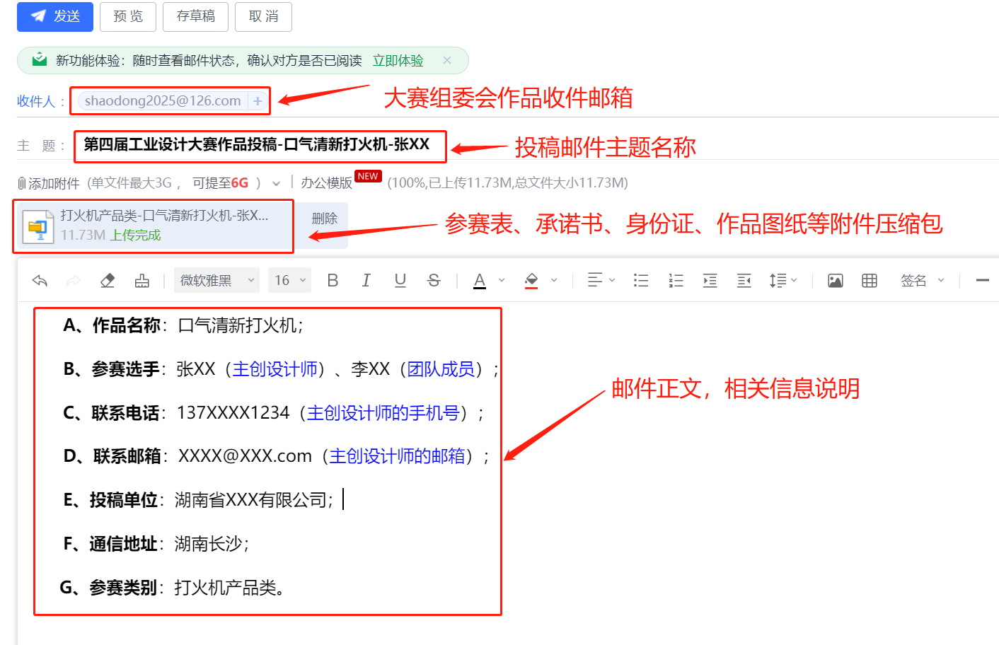 发送 预 览 存草稿 取 消
新功能体验：随时查看邮件状态，确认对方是否已阅读 立即体验 ×
收件人： shaodong2025@126.com + 大赛组委会作品收件邮箱
主 题： 第四届工业设计大赛作品投稿-口气清新打火机-张XX 投稿邮件主题名称
添加附件 (单文件最大3G， 可提至6G ) 办公模版 NEW (100%,已上传11.73M,总文件大小11.73M)
打火机产品类-口气清新打火机-张X... 删除
11.73M 上传完成
参赛表、承诺书、身份证、作品图纸等附件压缩包
微软雅黑 16 B I U S A 签名
A、作品名称：口气清新打火机；
B、参赛选手：张XX（主创设计师）、李XX（团队成员）；
邮件正文，相关信息说明
C、联系电话：137XXXX1234（主创设计师的手机号）；
D、联系邮箱：XXXX@XXX.com（主创设计师的邮箱）；
E、投稿单位：湖南省XXX有限公司；
F、通信地址：湖南长沙；
G、参赛类别：打火机产品类。